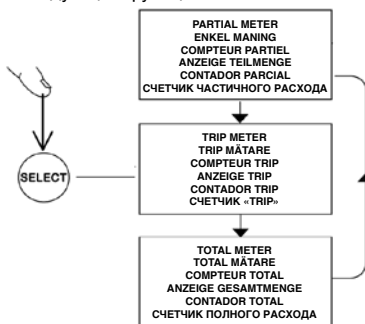 PARTIAL METER
ENKEL MANING
COMPTEUR PARTIEL
ANZEIGE TEILMENGE
CONTADOR PARCIAL
СЧЕТЧИК ЧАСТИЧНОГО РАСХОДА
SELECT
TRIP METER
TRIP MÄTARE
COMPTEUR TRIP
ANZEIGE TRIP
CONTADOR TRIP
СЧЕТЧИК «TRIP»
TOTAL METER
TOTAL MÄTARE
COMPTEUR TOTAL
ANZEIGE GESAMTMENGE
CONTADOR TOTAL
СЧЕТЧИК ПОЛНОГО РАСХОДА